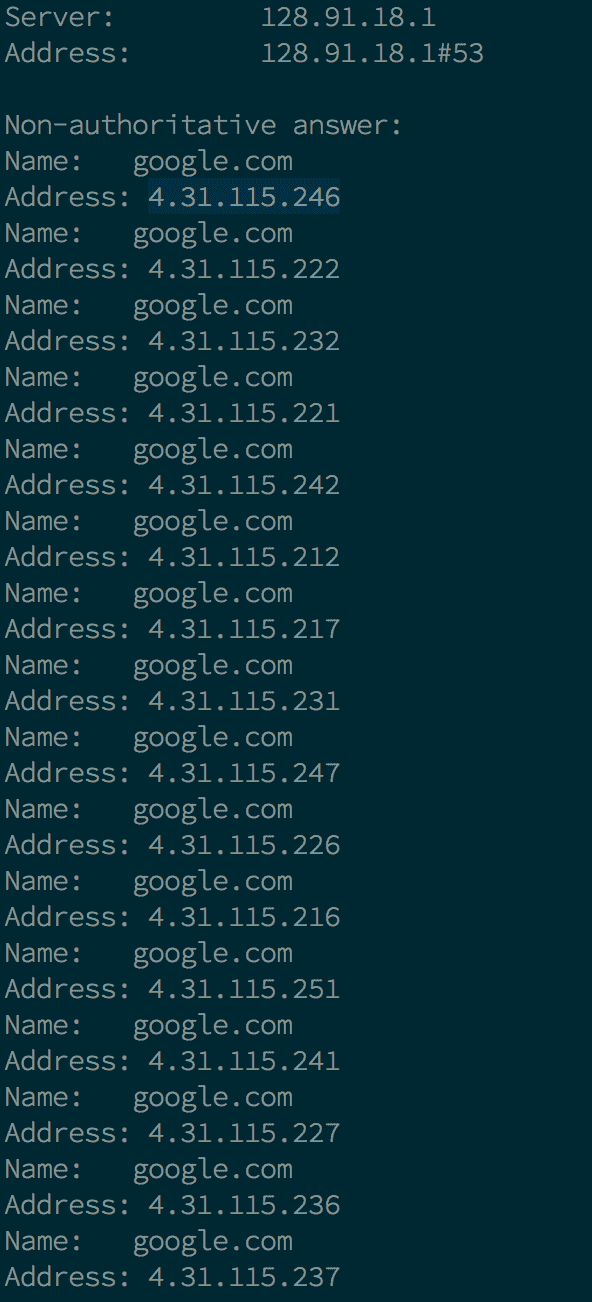 Server: 128.91.18.1
Address: 128.91.18.1#53
Non-authoritative answer:
Name: google.com
Address: 4.31.115.246
Name: google.com
Address: 4.31.115.222
Name: google.com
Address: 4.31.115.232
Name: google.com
Address: 4.31.115.221
Name: google.com
Address: 4.31.115.242
Name: google.com
Address: 4.31.115.212
Name: google.com
Address: 4.31.115.217
Name: google.com
Address: 4.31.115.231
Name: google.com
Address: 4.31.115.247
Name: google.com
Address: 4.31.115.226
Name: google.com
Address: 4.31.115.216
Name: google.com
Address: 4.31.115.251
Name: google.com
Address: 4.31.115.241
Name: google.com
Address: 4.31.115.227
Name: google.com
Address: 4.31.115.236
Name: google.com
Address: 4.31.115.237